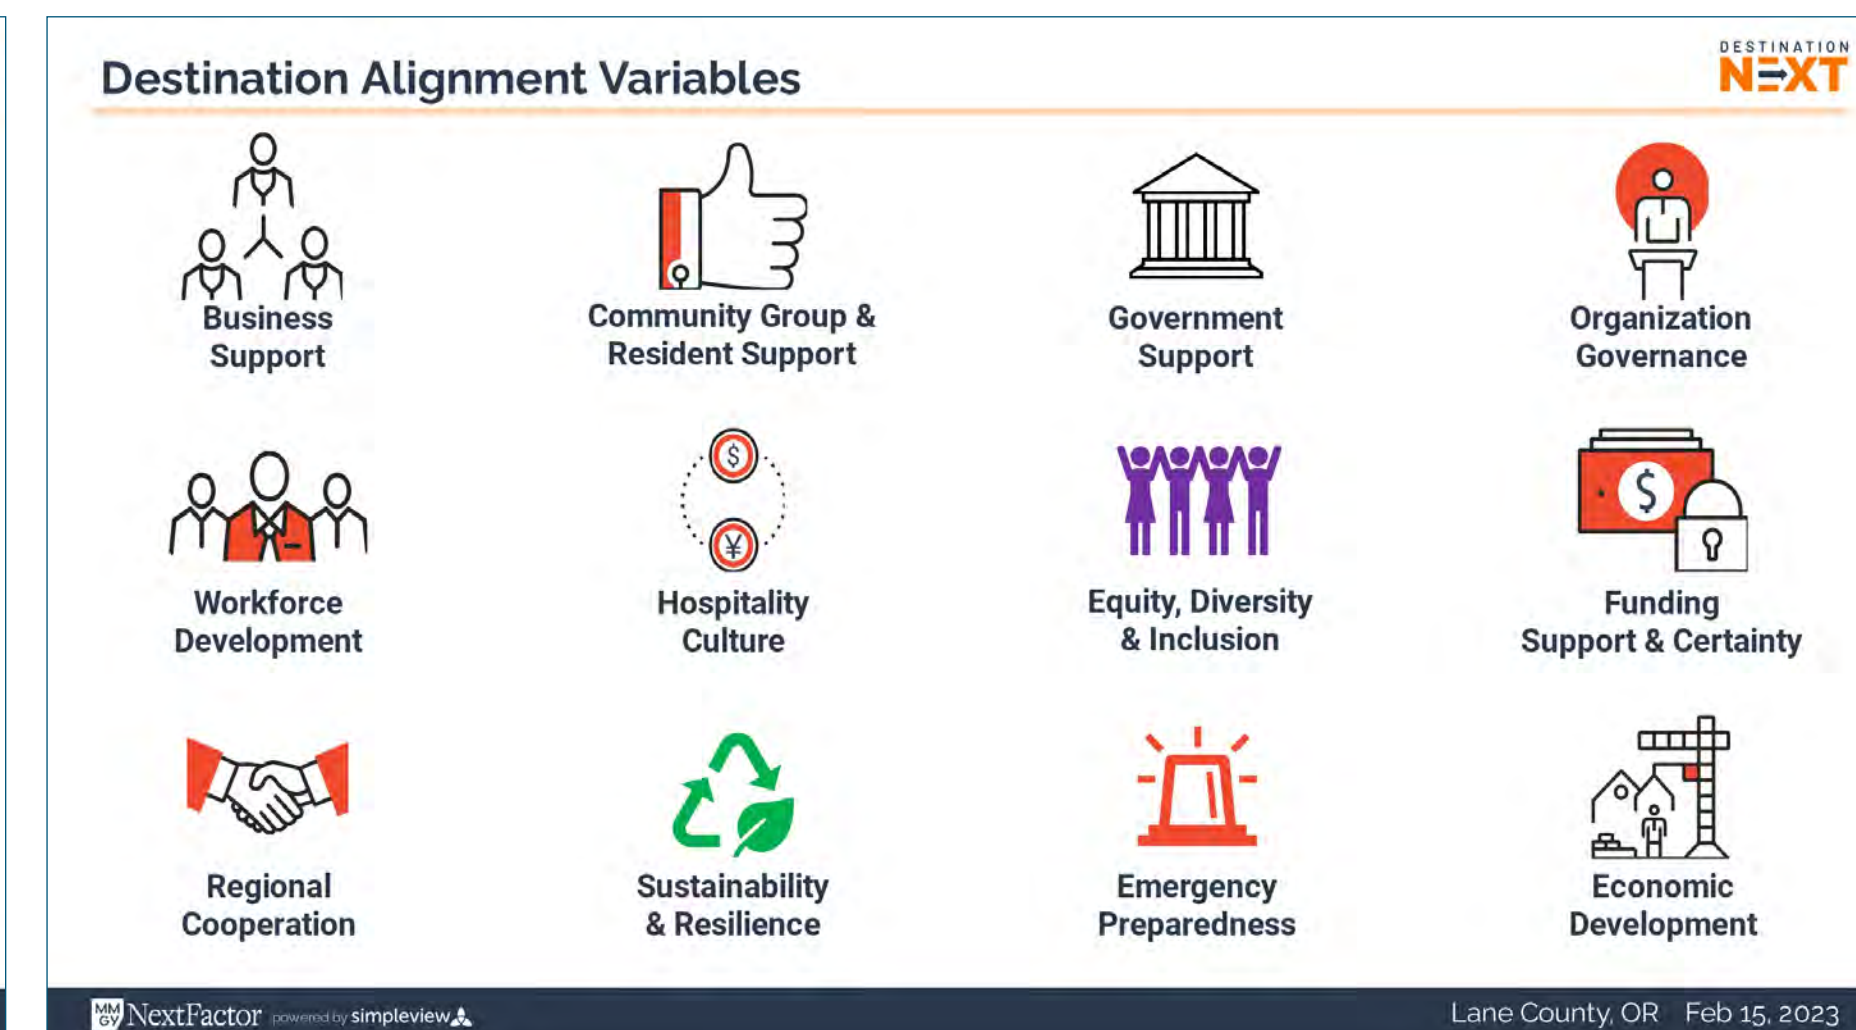 Destination Alignment Variables
DESTINATION
NEXT
Business
Support
Community Group &
Resident Support
Government
Support
Organization
Governance
Workforce
Development
$
¥
Hospitality
Culture
Equity, Diversity
& Inclusion
$
Funding
Support & Certainty
Regional
Cooperation
Sustainability
& Resilience
Emergency
Preparedness
Economic
Development
MM
GY
NextFactor powered by simpleview
Lane County, OR Feb 15, 2023